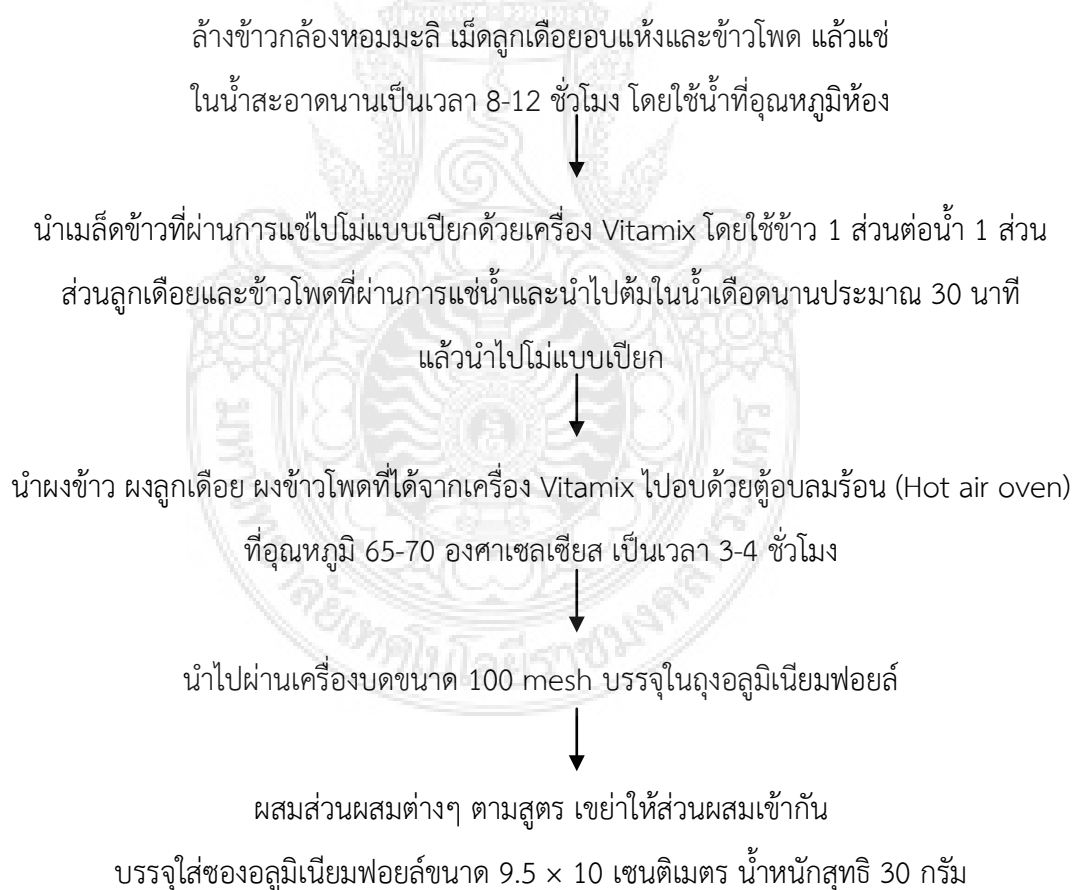 ล้างข้าวกล้องหอมมะลิ เม็ดลูกเดือยอบแห้งและข้าวโพด แล้วแช่
ในน้ำสะอาดนานเป็นเวลา 8-12 ชั่วโมง โดยใช้น้ำที่อุณหภูมิห้อง
นำเมล็ดข้าวที่ผ่านการแช่ไปโม่แบบเปียกด้วยเครื่อง Vitamix โดยใช้ข้าว 1 ส่วนต่อน้ำ 1 ส่วน
ส่วนลูกเดือยและข้าวโพดที่ผ่านการแช่น้ำและนำไปต้มในน้ำเดือดนานประมาณ 30 นาที
แล้วนำไปโม่แบบเปียก
นำผงข้าว ผงลูกเดือย ผงข้าวโพดที่ได้จากเครื่อง Vitamix ไปอบด้วยตู้อบลมร้อน (Hot air oven)
ที่อุณหภูมิ 65-70 องศาเซลเซียส เป็นเวลา 3-4 ชั่วโมง
นำไปผ่านเครื่องบดขนาด 100 mesh บรรจุในถุงอลูมิเนียมฟอยล์
ผสมส่วนผสมต่างๆ ตามสูตร เขย่าให้ส่วนผสมเข้ากัน
บรรจุใส่ซองอลูมิเนียมฟอยล์ขนาด 9.5 × 10 เซนติเมตร น้ำหนักสุทธิ 30 กรัม